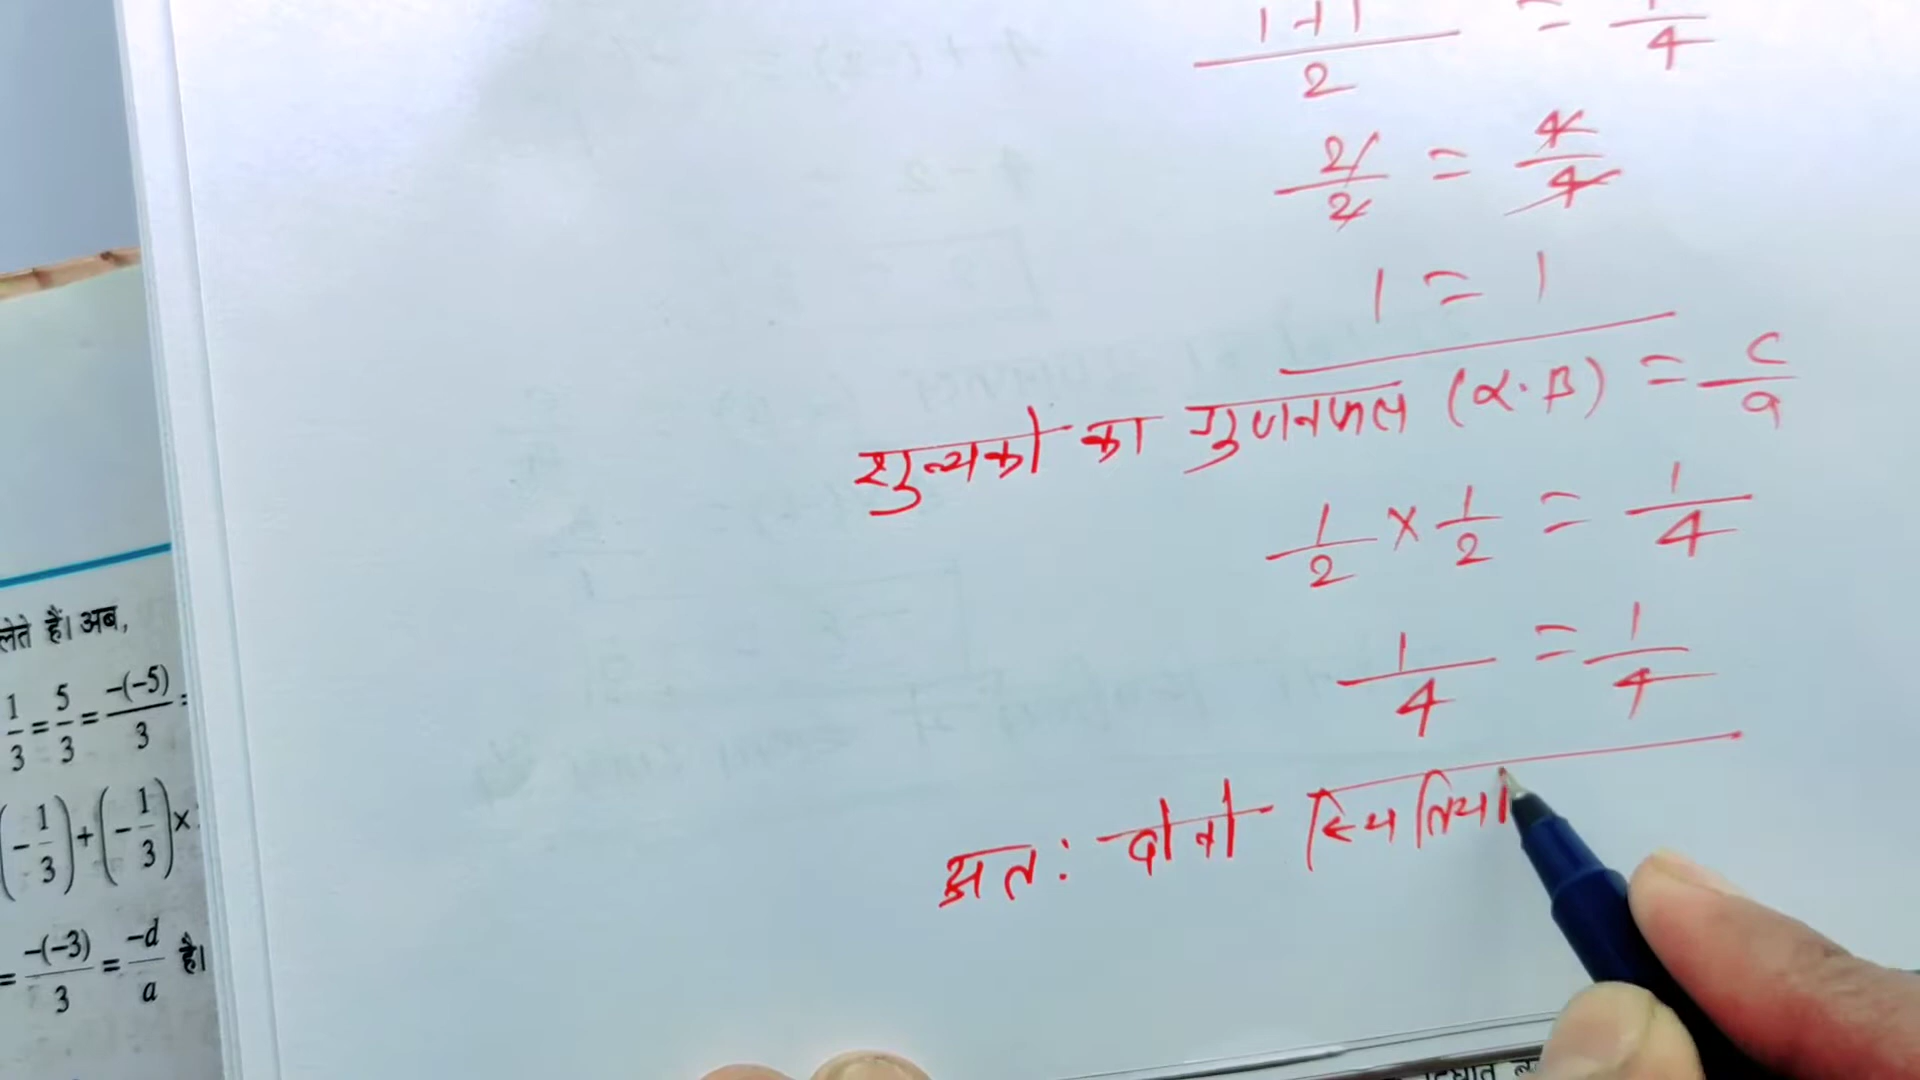 1+1/2 = /4
2/2 = 4/4
1 = 1
शुन्यको का गुणनफल (α.β) = c/a
1/2 × 1/2 = 1/4
1/4 = 1/4
अतः दोनो स्थितिया
लेते हैं। अब,
1/3 = 5/3 = -(-5)/3 =
(-1/3)+(-1/3)×
= -(-3)/3 = -d/a है।